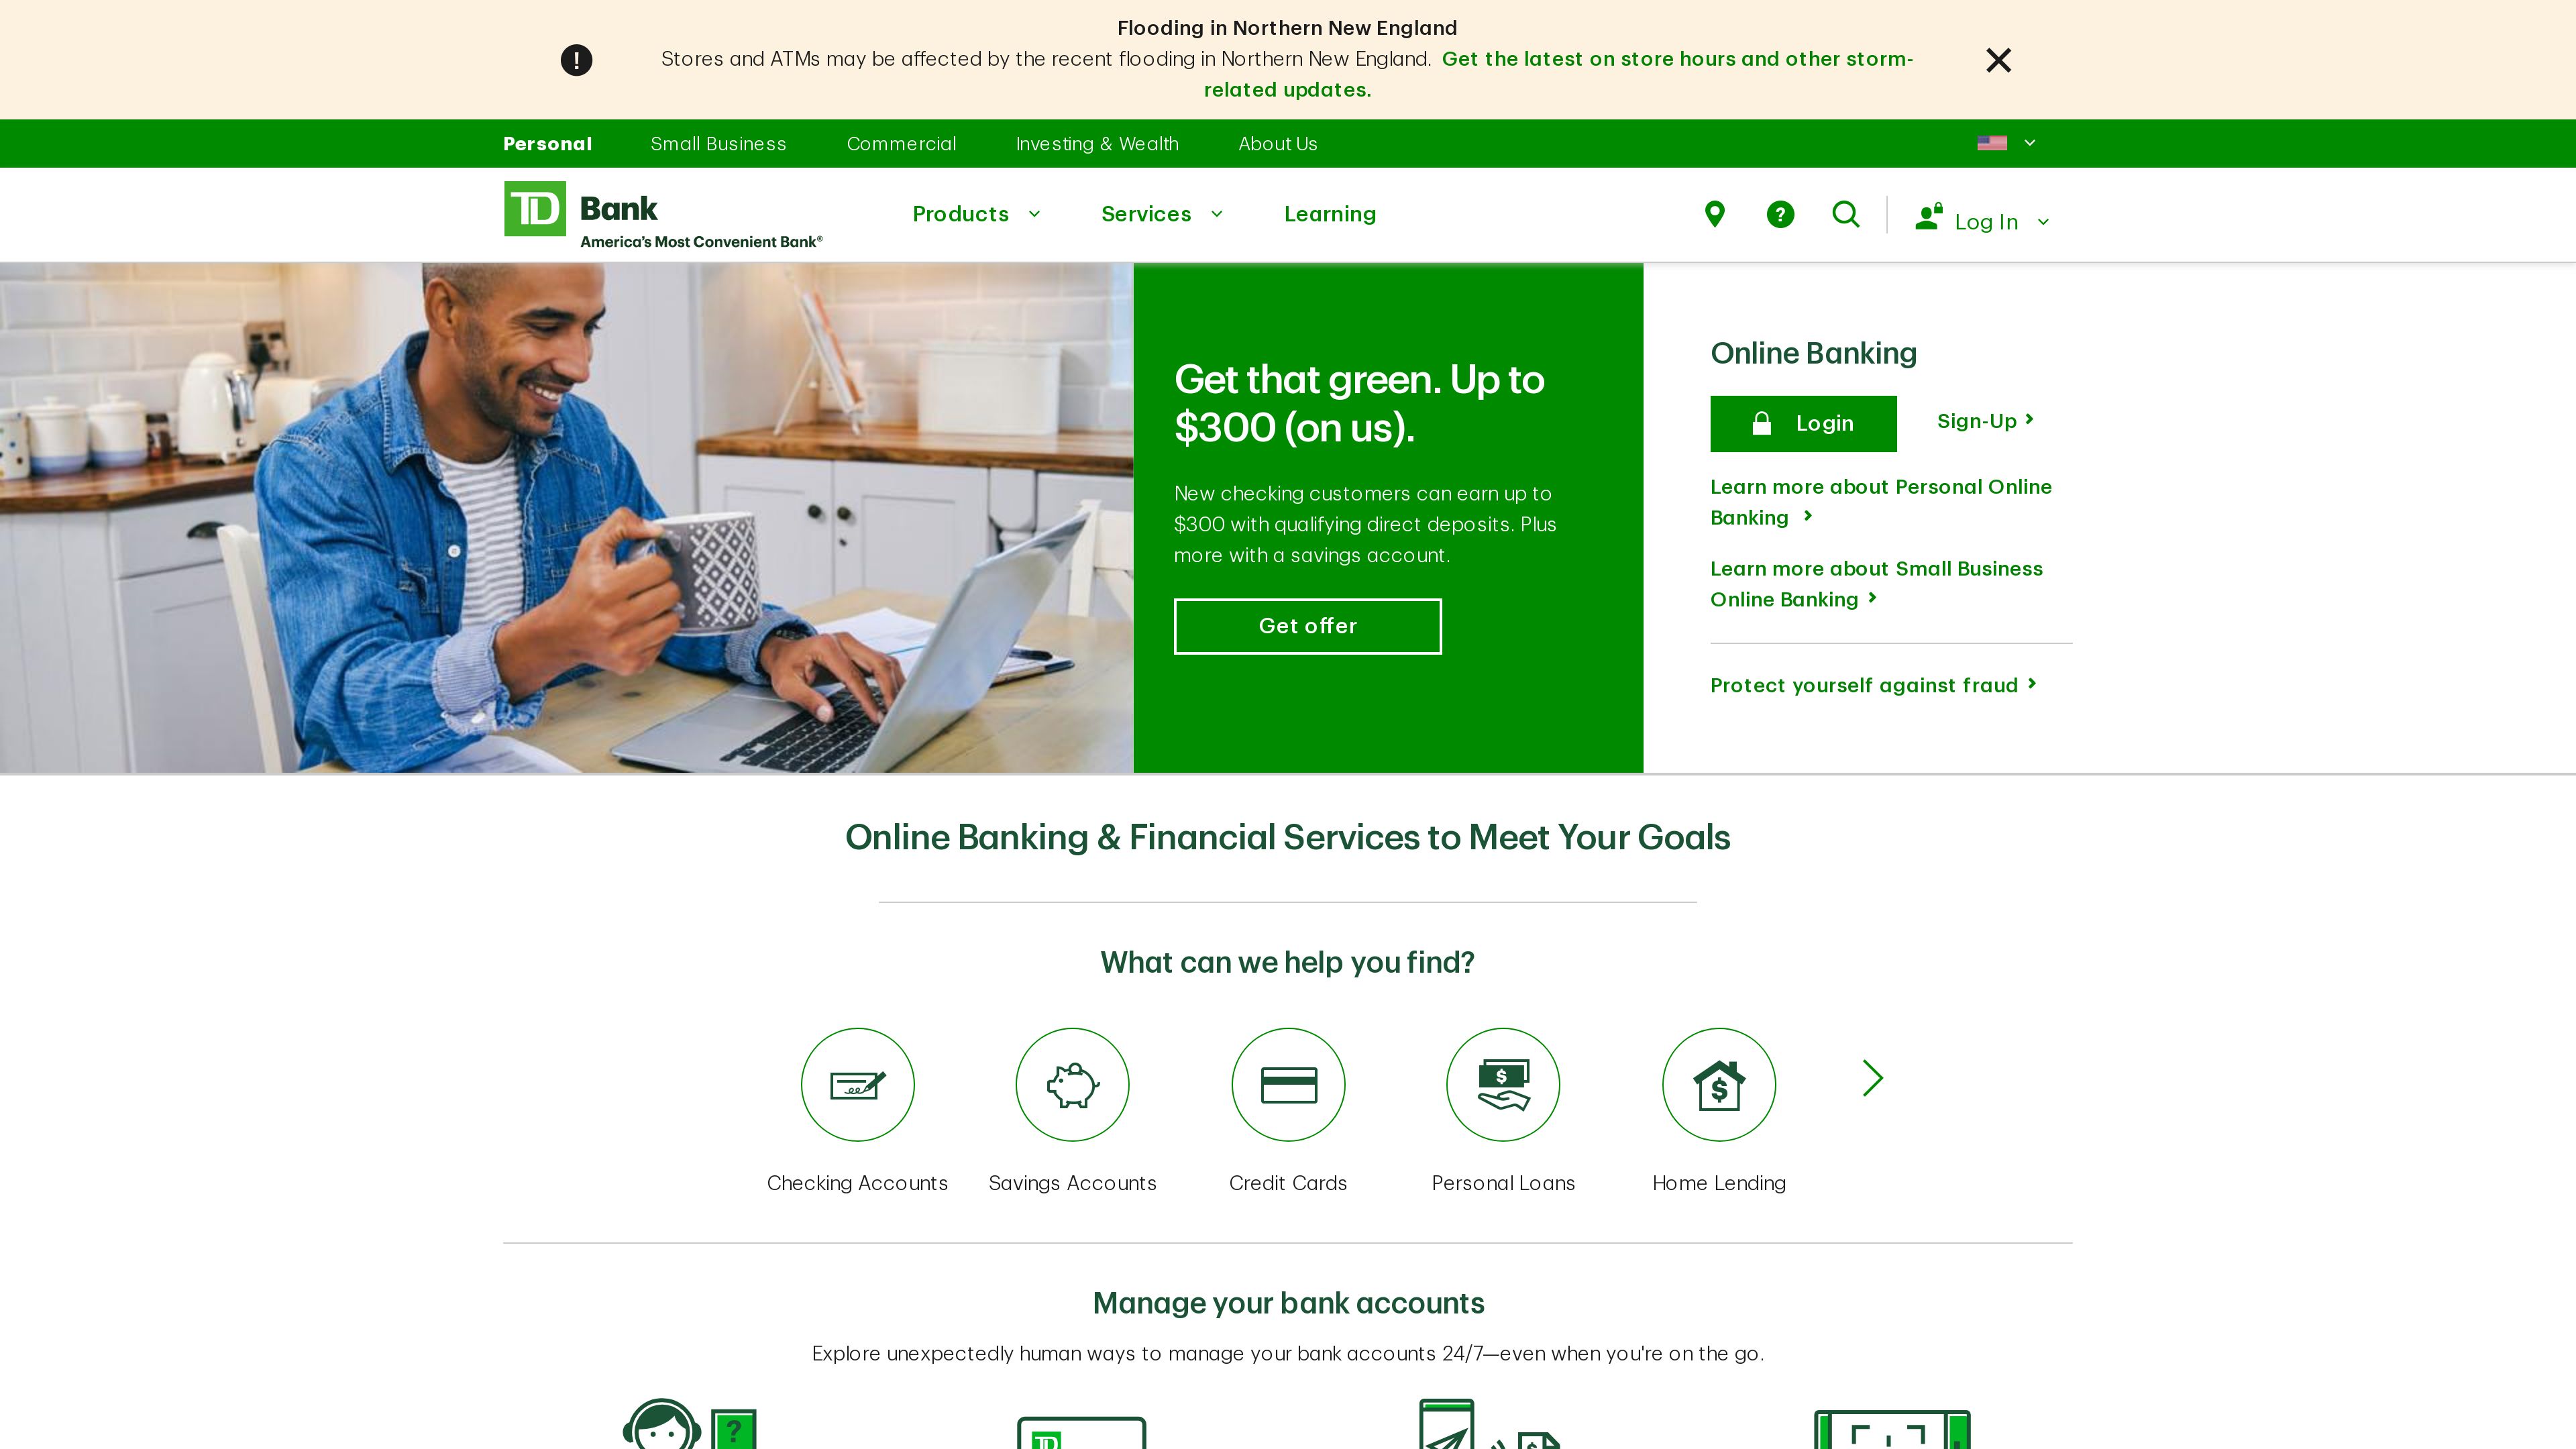 Flooding in Northern New England
Stores and ATMs may be affected by the recent flooding in Northern New England. Get the latest on store hours and other storm-
related updates.
Personal Small Business Commercial Investing & Wealth About Us
TD Bank
America's Most Convenient Bank®
Products Services Learning
? Log In
Get that green. Up to
$300 (on us).
New checking customers can earn up to
$300 with qualifying direct deposits. Plus
more with a savings account.
Get offer
Online Banking
Login Sign-Up
Learn more about Personal Online
Banking
Learn more about Small Business
Online Banking
Protect yourself against fraud
Online Banking & Financial Services to Meet Your Goals
What can we help you find?
$ $
Checking Accounts Savings Accounts Credit Cards Personal Loans Home Lending
Manage your bank accounts
Explore unexpectedly human ways to manage your bank accounts 24/7—even when you're on the go.
? TD